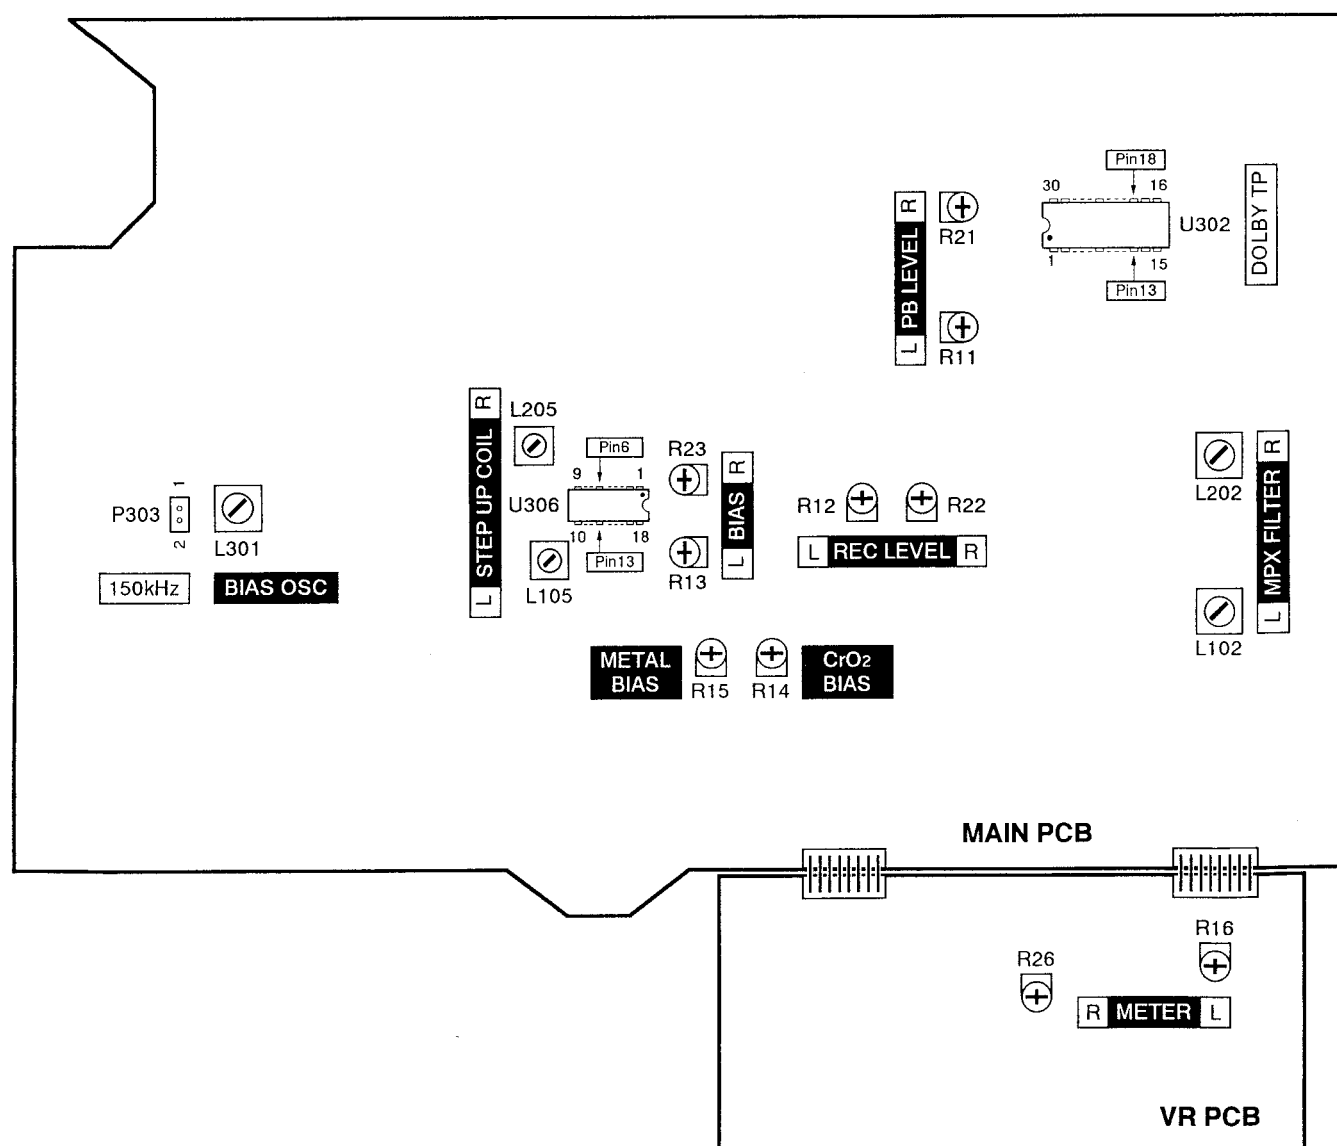 Pin18
30
16
R
R21
U302
DOLBY TP
PB LEVEL
1
15
Pin13
L
R11
R
L205
Pin6
R23
R
R
9
1
STEP UP COIL
L202
1
P303
2
L301
U306
BIAS
R12
R22
MPX FILTER
10
18
Pin13
L REC LEVEL R
150kHz
BIAS OSC
L
L105
R13
L
L
L102
METAL
BIAS
R15
R14
CrO2
BIAS
MAIN PCB
R16
R26
R METER L
VR PCB